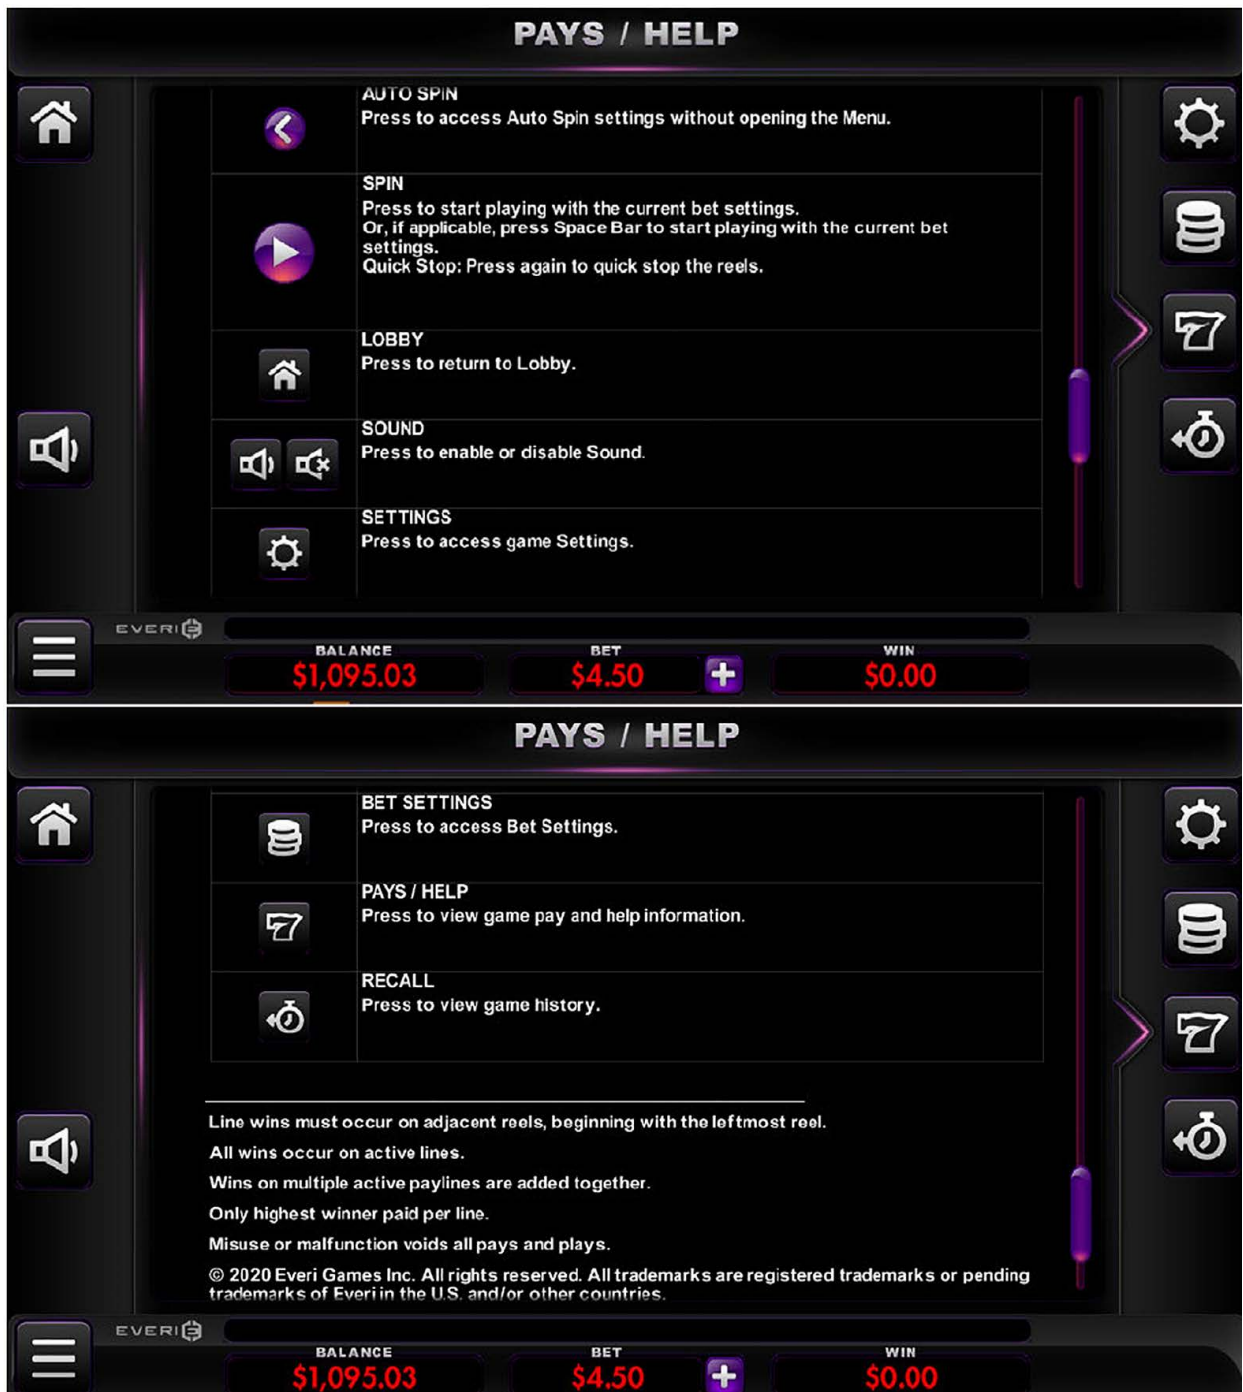 PAYS / HELP
AUTO SPIN
Press to access Auto Spin settings without opening the Menu.
SPIN
Press to start playing with the current bet settings.
Or, if applicable, press Space Bar to start playing with the current bet
settings.
Quick Stop: Press again to quick stop the reels.
LOBBY
Press to return to Lobby.
SOUND
Press to enable or disable Sound.
SETTINGS
Press to access game Settings.
EVERI
BALANCE
$1,095.03
BET
$4.50
WIN
$0.00
PAYS / HELP
BET SETTINGS
Press to access Bet Settings.
PAYS / HELP
Press to view game pay and help information.
RECALL
Press to view game history.
Line wins must occur on adjacent reels, beginning with the leftmost reel.
All wins occur on active lines.
Wins on multiple active paylines are added together.
Only highest winner paid per line.
Misuse or malfunction voids all pays and plays.
© 2020 Everi Games Inc. All rights reserved. All trademarks are registered trademarks or pending
trademarks of Everi in the U.S. and/or other countries.
EVERI
BALANCE
$1,095.03
BET
$4.50
WIN
$0.00